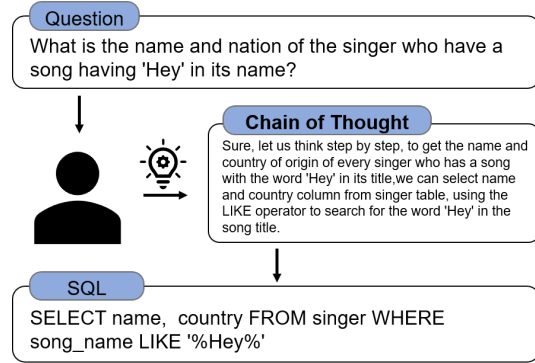 Question
What is the name and nation of the singer who have a
song having 'Hey' in its name?
Chain of Thought
Sure, let us think step by step, to get the name and
country of origin of every singer who has a song
with the word 'Hey' in its title,we can select name
and country column from singer table, using the
LIKE operator to search for the word 'Hey' in the
song title.
SQL
SELECT name, country FROM singer WHERE
song_name LIKE '%Hey%'